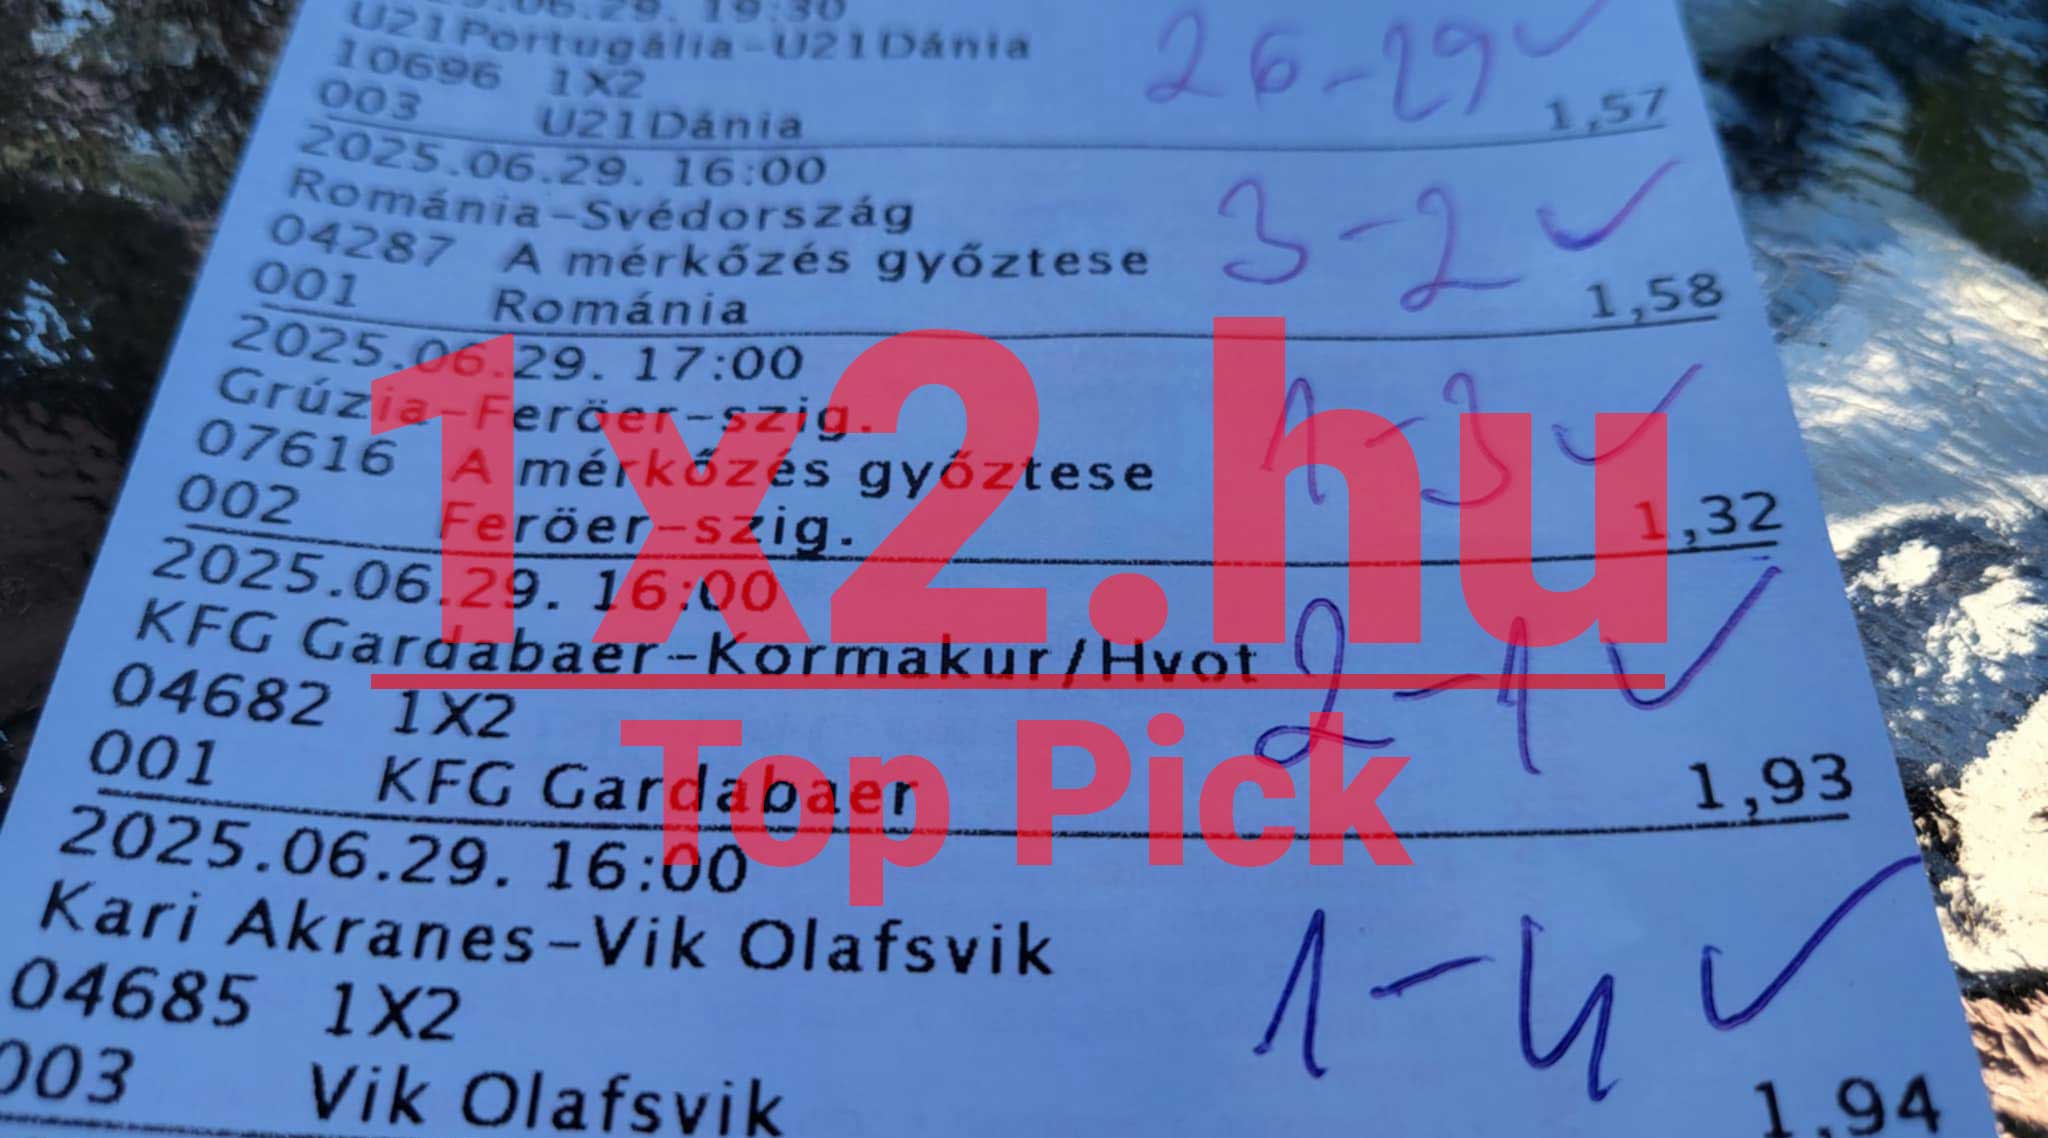 .06.29. 19:30
U21Portugália-U21Dánia 26-29✓
10696 1X2
003 U21Dánia 1,57
2025.06.29. 16:00
Románia-Svédország 3-2✓
04287 A mérkőzés győztese
001 Románia 1,58
2025.06.29. 17:00
Grúzia-Feröer-szig. 1-3✓
07616 A mérkőzés győztese
002 Feröer-szig. 1,32
2025.06.29. 16:00
KFG Gardabaer-Kormakur/Hvot 2-1✓
04682 1X2
001 KFG Gardabaer 1,93
2025.06.29. 16:00
Kari Akranes-Vik Olafsvik 1-4✓
04685 1X2
003 Vik Olafsvik 1,94
1x2.hu
Top Pick